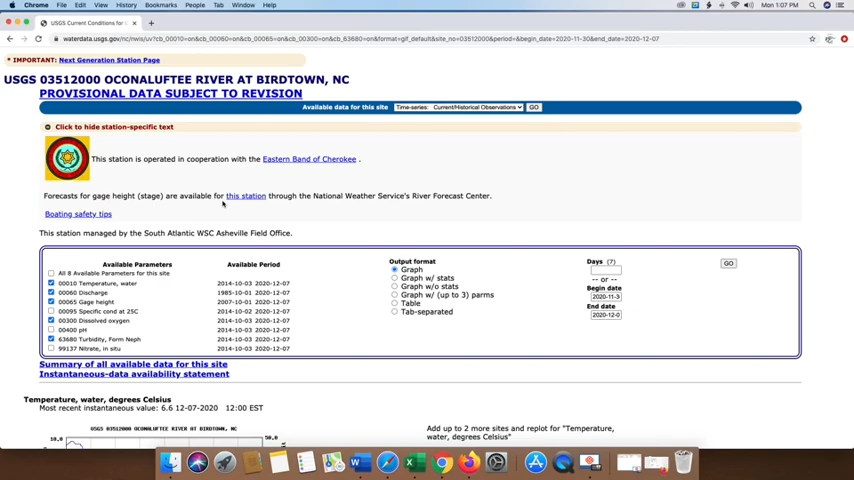 Chrome File Edit View History Bookmarks People Tab Window Help Mon 1:07 PM
USGS Current Conditions for U
waterdata.usgs.gov/nc/nwis/uv?cb_00010=on&cb_00060=on&cb_00065=on&cb_00300=on&cb_63680=on&format=gif_default&site_no=03512000&period=&begin_date=2020-11-30&end_date=2020-12-07
* IMPORTANT: Next Generation Station Page
USGS 03512000 OCONALUFTEE RIVER AT BIRDTOWN, NC
PROVISIONAL DATA SUBJECT TO REVISION
Available data for this site Time-series: Current/Historical Observations GO
Click to hide station-specific text
This station is operated in cooperation with the Eastern Band of Cherokee .
Forecasts for gage height (stage) are available for this station through the National Weather Service's River Forecast Center.
Boating safety tips
This station managed by the South Atlantic WSC Asheville Field Office.
Available Parameters Available Period
All 8 Available Parameters for this site
00010 Temperature, water 2014-10-03 2020-12-07
00060 Discharge 1985-10-01 2020-12-07
00065 Gage height 2007-10-01 2020-12-07
00095 Specific cond at 25C 2014-10-02 2020-12-07
00300 Dissolved oxygen 2014-10-03 2020-12-07
00400 pH 2014-10-03 2020-12-07
63680 Turbidity, Form Neph 2014-10-03 2020-12-07
99137 Nitrate, in situ 2014-10-03 2020-12-07
Output format
Graph
Graph w/ stats
Graph w/o stats
Graph w/ (up to 3) parms
Table
Tab-separated
Days (7)
-- or --
Begin date
2020-11-3
End date
2020-12-0
GO
Summary of all available data for this site
Instantaneous-data availability statement
Temperature, water, degrees Celsius
Most recent instantaneous value: 6.6 12-07-2020 12:00 EST
USGS 03512000 OCONALUFTEE RIVER AT BIRDTOWN, NC
10.0 50.0
Add up to 2 more sites and replot for "Temperature,
water, degrees Celsius"